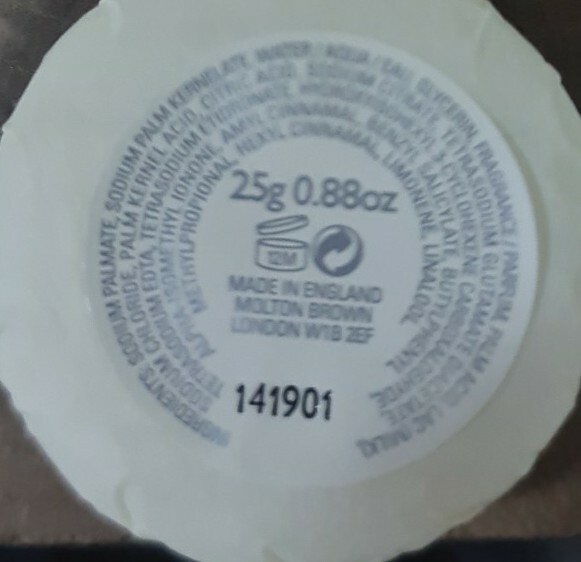 INGREDIENTS: SODIUM PALMATE, SODIUM PALM KERNELATE, WATER / AQUA / EAU, GLYCERIN, FRAGRANCE / PARFUM, PALM ACID, LAC (MILK),
SODIUM CHLORIDE, PALM KERNEL ACID, CITRIC ACID, SODIUM CITRATE, TETRASODIUM GLUTAMATE DIACETATE,
TETRASODIUM EDTA, TETRASODIUM ETIDRONATE, HYDROXYISOHEXYL 3-CYCLOHEXENE CARBOXALDEHYDE,
ALPHA-ISOMETHYL IONONE, AMYL CINNAMAL, BENZYL SALICYLATE, BUTYLPHENYL
METHYLPROPIONAL, HEXYL CINNAMAL, LIMONENE, LINALOOL
25g 0.88oz
12M
MADE IN ENGLAND
MOLTON BROWN
LONDON W1B 2EF
141901